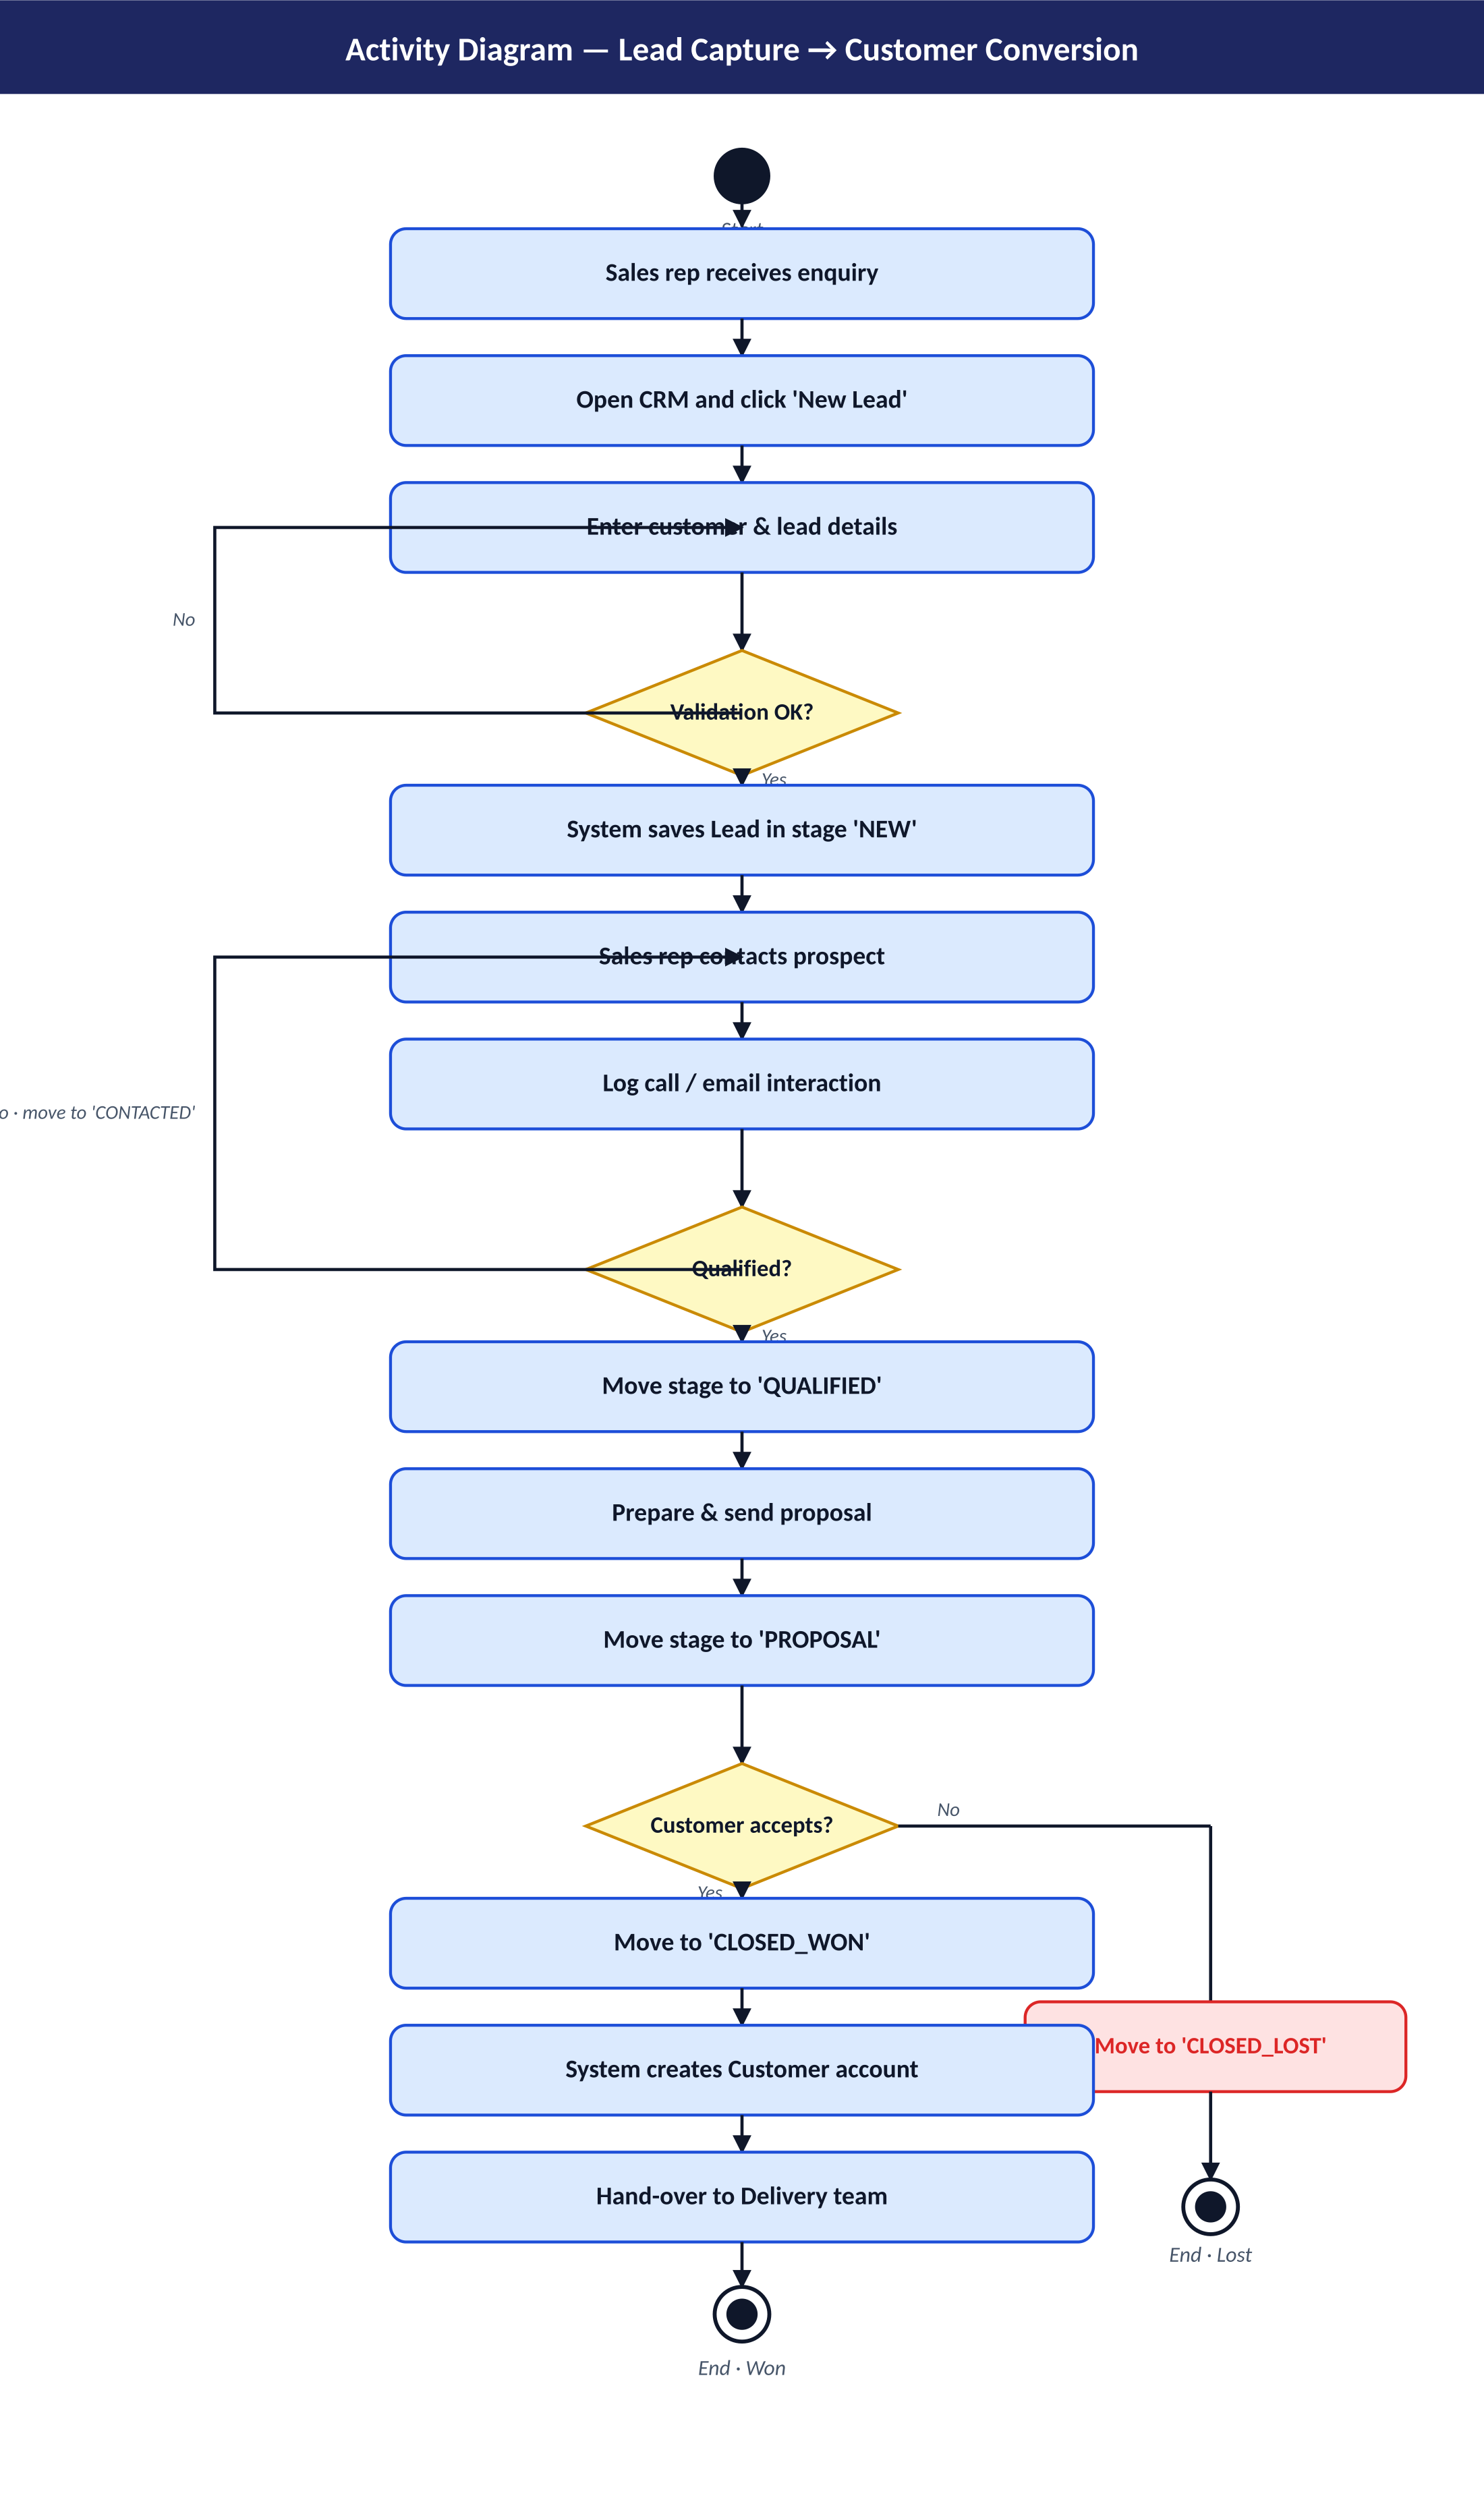 Activity Diagram — Lead Capture → Customer Conversion
Start
Sales rep receives enquiry
Open CRM and click 'New Lead'
Enter customer & lead details
No
Validation OK?
Yes
System saves Lead in stage 'NEW'
Sales rep contacts prospect
Log call / email interaction
o · move to 'CONTACTED'
Qualified?
Yes
Move stage to 'QUALIFIED'
Prepare & send proposal
Move stage to 'PROPOSAL'
No
Customer accepts?
Yes
Move to 'CLOSED_WON'
Move to 'CLOSED_LOST'
System creates Customer account
Hand-over to Delivery team
End · Lost
End · Won